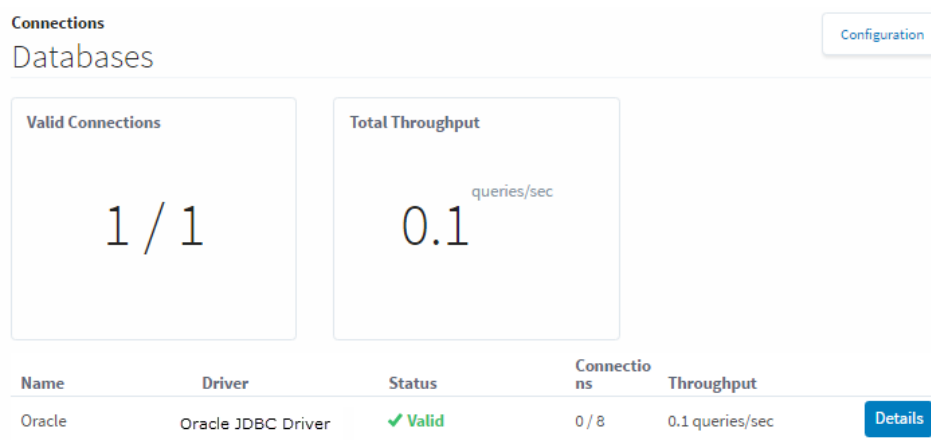 Connections
Databases
Configuration
Valid Connections
Total Throughput
1 / 1
0.1 queries/sec
Name Driver Status Connectio
ns Throughput
Oracle Oracle JDBC Driver ✔ Valid 0 / 8 0.1 queries/sec Details